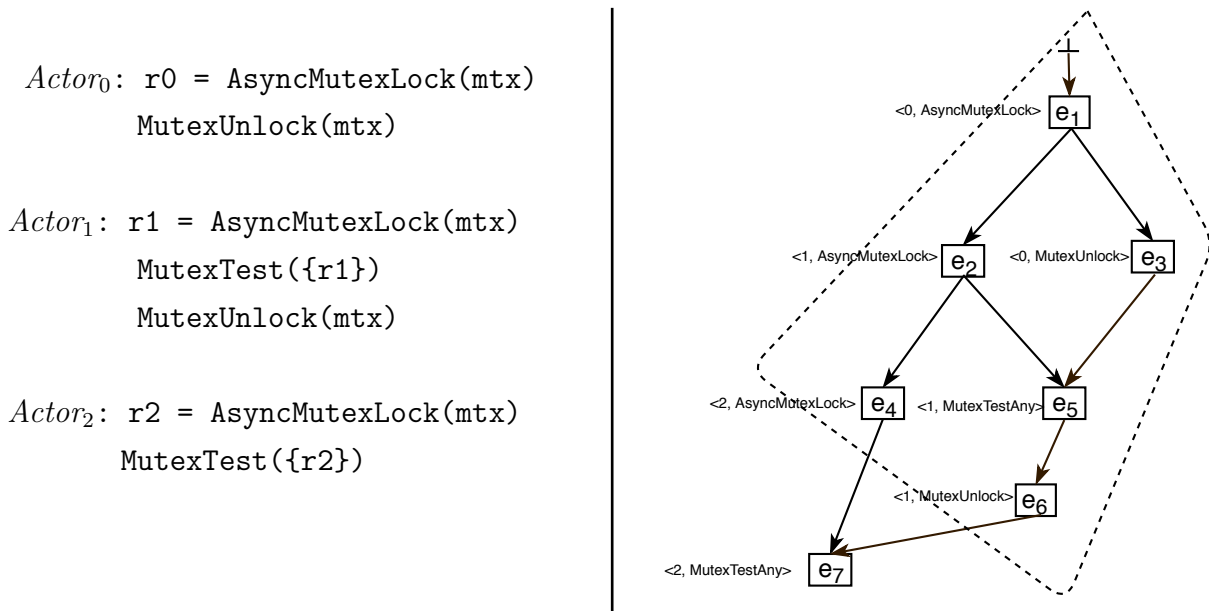 Actor₀: r0 = AsyncMutexLock(mtx)
MutexUnlock(mtx)
Actor₁: r1 = AsyncMutexLock(mtx)
MutexTest({r1})
MutexUnlock(mtx)
Actor₂: r2 = AsyncMutexLock(mtx)
MutexTest({r2})
⊥
<0, AsyncMutexLock> e₁
<1, AsyncMutexLock> e₂
<0, MutexUnlock> e₃
<2, AsyncMutexLock> e₄
<1, MutexTestAny> e₅
<1, MutexUnlock> e₆
<2, MutexTestAny> e₇